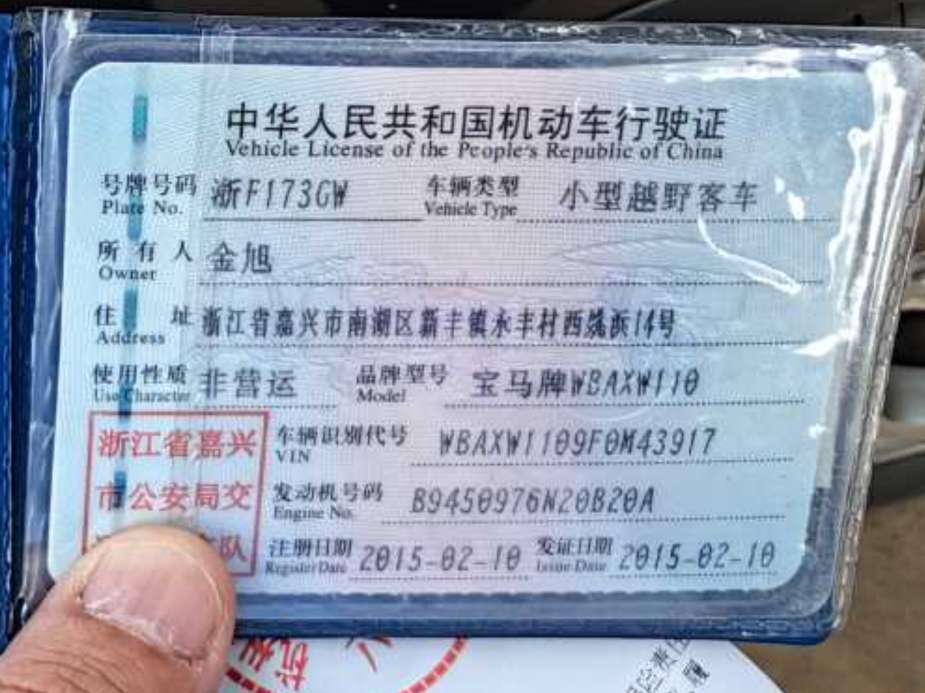 中华人民共和国机动车行驶证
Vehicle License of the People's Republic of China
号牌号码 浙F173GW 车辆类型 小型越野客车
Plate No. Vehicle Type
所有人 金旭
Owner
住址 浙江省嘉兴市南湖区新丰镇永丰村西姚浜14号
Address
使用性质 非营运 品牌型号 宝马牌WBAXW110
Use Character Model
浙江省嘉兴 车辆识别代号 WBAXW1109F0M43917
VIN
市公安局交 发动机号码 B9450976N20B20A
Engine No.
队 注册日期 2015-02-10 发证日期 2015-02-10
Register Date Issue Date
杭州